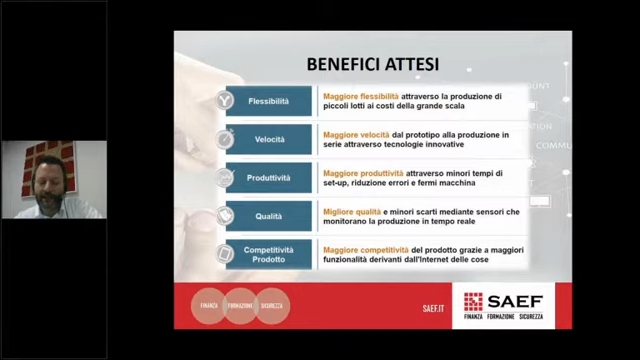 BENEFICI ATTESI
Flessibilità
Maggiore flessibilità attraverso la produzione di
piccoli lotti ai costi della grande scala
Velocità
Maggiore velocità dal prototipo alla produzione in
serie attraverso tecnologie innovative
Produttività
Maggiore produttività attraverso minori tempi di
set-up, riduzione errori e fermi macchina
Qualità
Migliore qualità e minori scarti mediante sensori che
monitorano la produzione in tempo reale
Competitività
Prodotto
Maggiore competitività del prodotto grazie a maggiori
funzionalità derivanti dall'Internet delle cose
FINANZA
FORMAZIONE
SICUREZZA
SAEF.IT
SAEF
FINANZA FORMAZIONE SICUREZZA